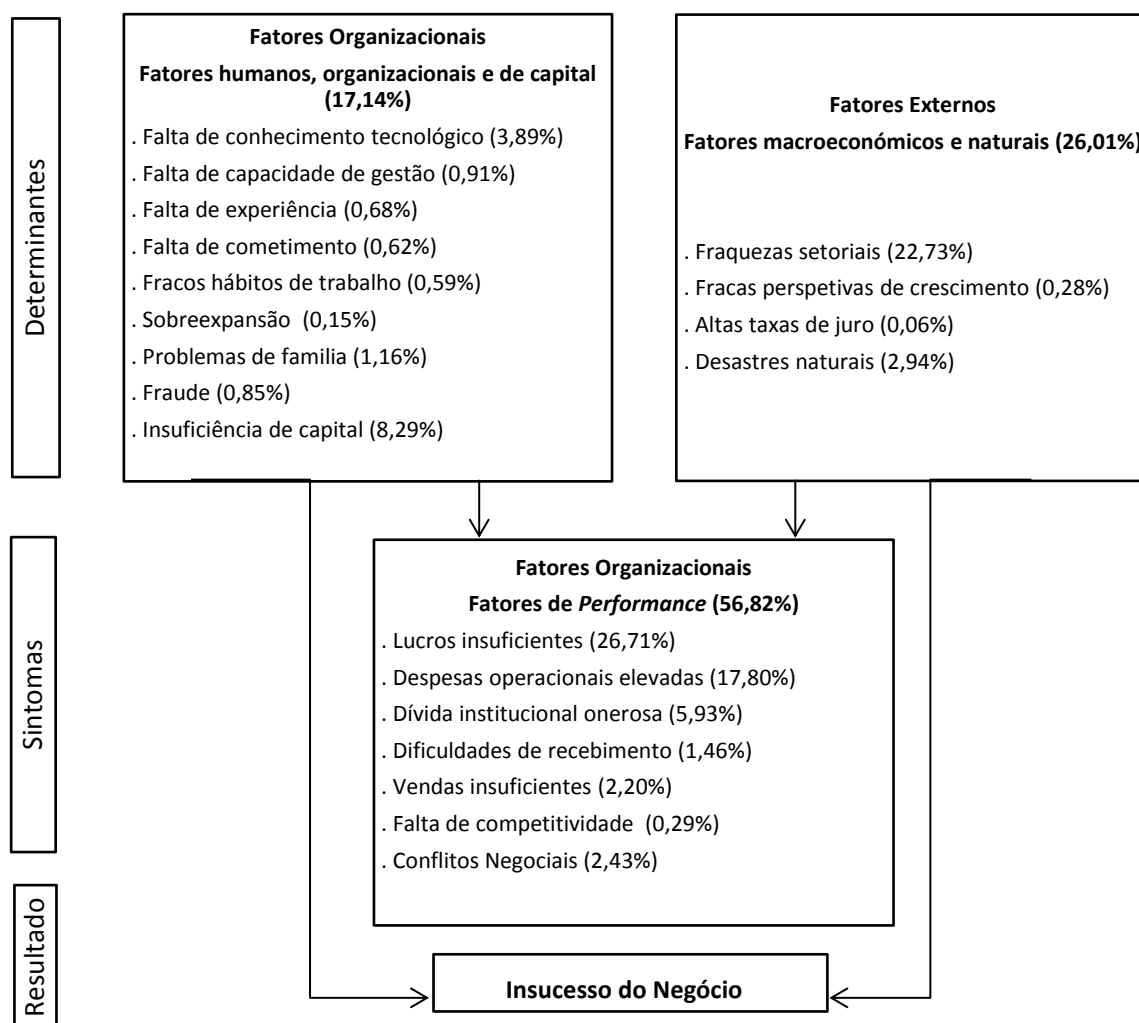 Determinantes
Fatores Organizacionais
Fatores humanos, organizacionais e de capital
(17,14%)
. Falta de conhecimento tecnológico (3,89%)
. Falta de capacidade de gestão (0,91%)
. Falta de experiência (0,68%)
. Falta de cometimento (0,62%)
. Fracos hábitos de trabalho (0,59%)
. Sobreexpansão (0,15%)
. Problemas de familia (1,16%)
. Fraude (0,85%)
. Insuficiência de capital (8,29%)
Fatores Externos
Fatores macroeconómicos e naturais (26,01%)
. Fraquezas setoriais (22,73%)
. Fracas perspetivas de crescimento (0,28%)
. Altas taxas de juro (0,06%)
. Desastres naturais (2,94%)
Sintomas
Fatores Organizacionais
Fatores de Performance (56,82%)
. Lucros insuficientes (26,71%)
. Despesas operacionais elevadas (17,80%)
. Dívida institucional onerosa (5,93%)
. Dificuldades de recebimento (1,46%)
. Vendas insuficientes (2,20%)
. Falta de competitividade (0,29%)
. Conflitos Negociais (2,43%)
Resultado
Insucesso do Negócio